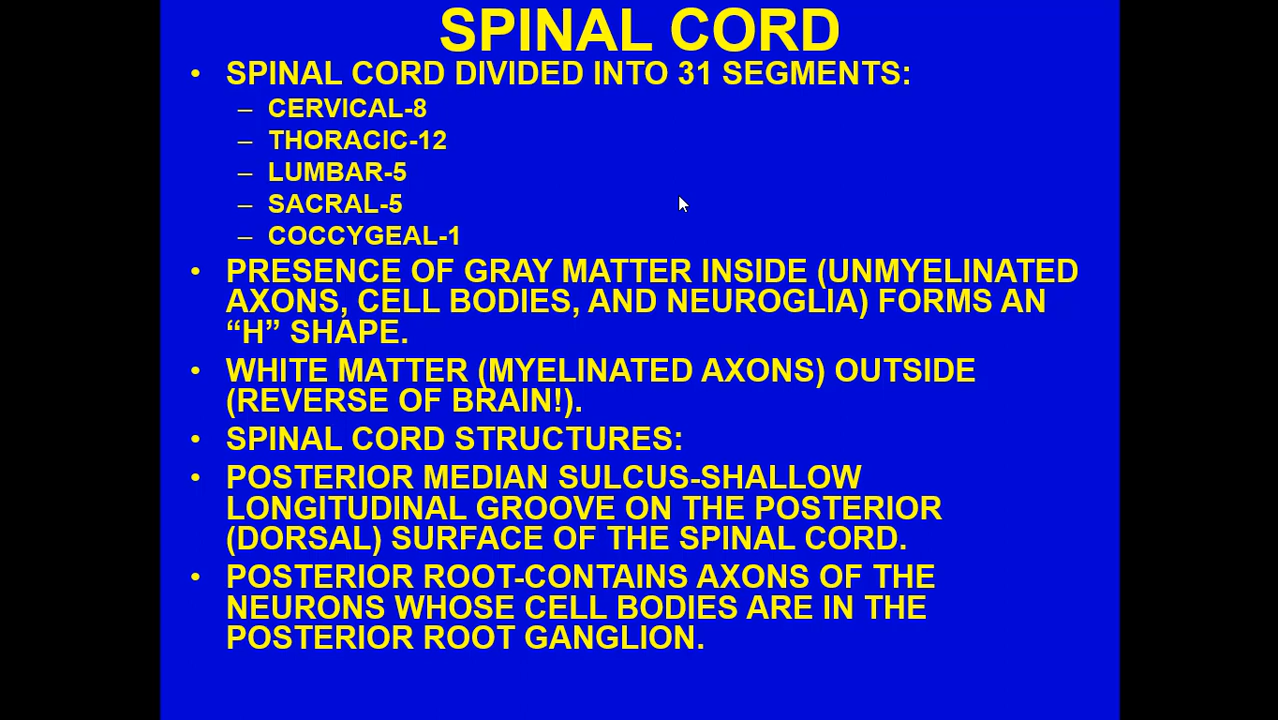 SPINAL CORD
• SPINAL CORD DIVIDED INTO 31 SEGMENTS:
– CERVICAL-8
– THORACIC-12
– LUMBAR-5
– SACRAL-5
– COCCYGEAL-1
• PRESENCE OF GRAY MATTER INSIDE (UNMYELINATED
AXONS, CELL BODIES, AND NEUROGLIA) FORMS AN
“H” SHAPE.
• WHITE MATTER (MYELINATED AXONS) OUTSIDE
(REVERSE OF BRAIN!).
• SPINAL CORD STRUCTURES:
• POSTERIOR MEDIAN SULCUS-SHALLOW
LONGITUDINAL GROOVE ON THE POSTERIOR
(DORSAL) SURFACE OF THE SPINAL CORD.
• POSTERIOR ROOT-CONTAINS AXONS OF THE
NEURONS WHOSE CELL BODIES ARE IN THE
POSTERIOR ROOT GANGLION.